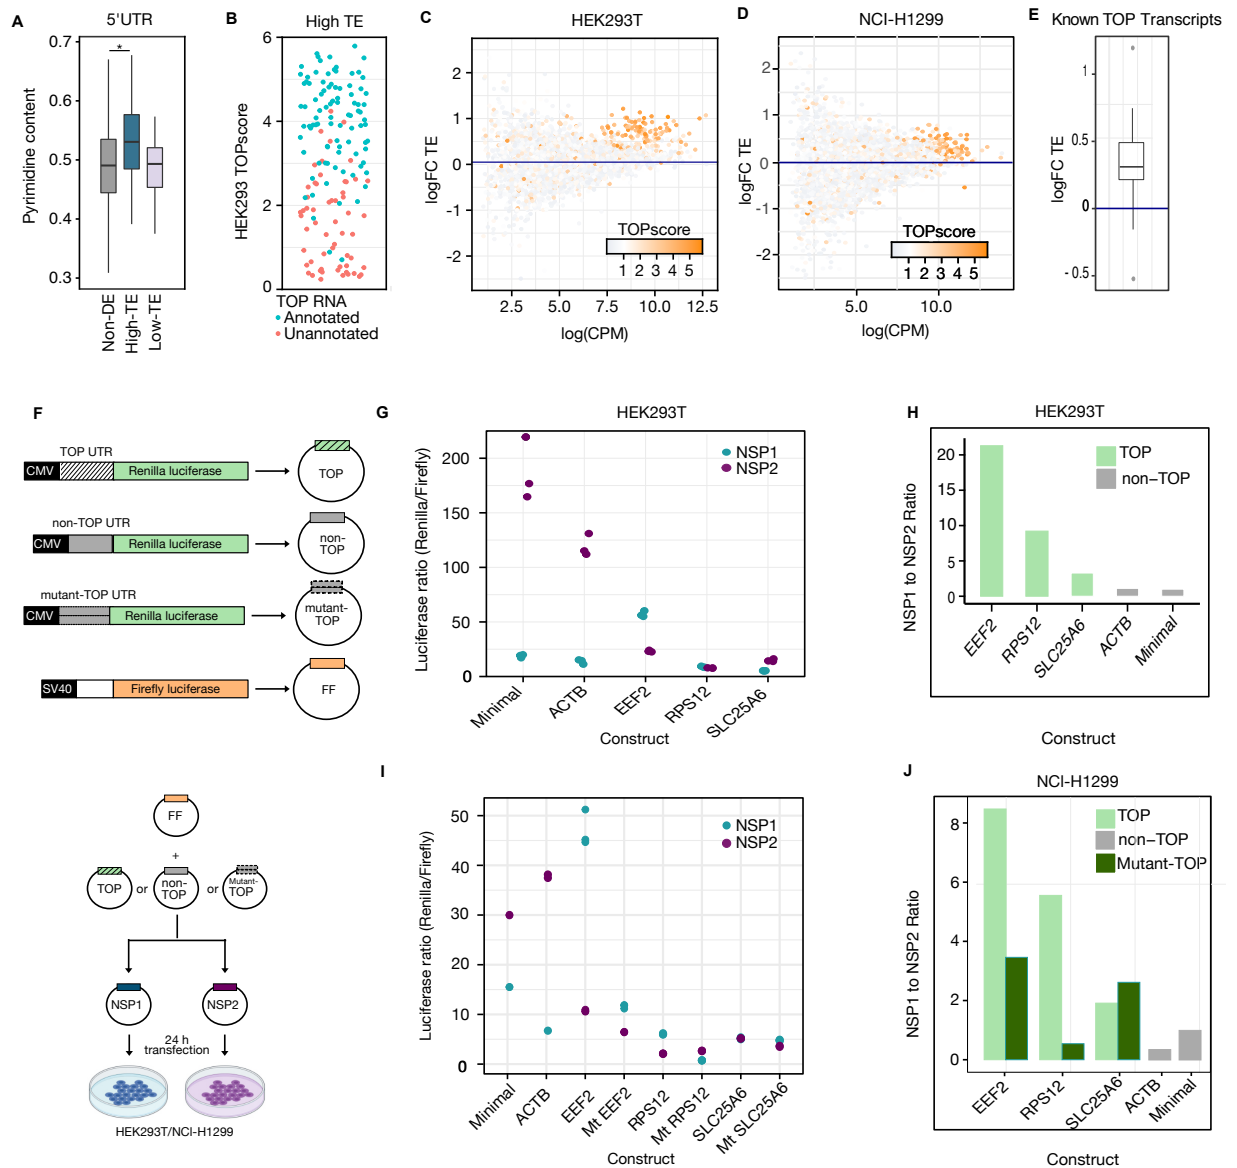 A
5'UTR
Pyrimidine content
0.7
0.6
0.5
0.4
0.3
*
Non-DE
High-TE
Low-TE
B
High TE
HEK293 TOPscore
6
4
2
0
TOP RNA
Annotated
Unannotated
C
HEK293T
logFC TE
2
1
0
-1
-2
TOPscore
1 2 3 4 5
2.5 5.0 7.5 10.0 12.5
log(CPM)
D
NCI-H1299
logFC TE
2
1
0
-1
-2
TOPscore
1 2 3 4 5
5.0 10.0
log(CPM)
E
Known TOP Transcripts
logFC TE
1
0.5
0
-0.5
F
TOP UTR
CMV Renilla luciferase
TOP
non-TOP UTR
CMV Renilla luciferase
non-
TOP
mutant-TOP UTR
CMV Renilla luciferase
mutant-
TOP
SV40 Firefly luciferase
FF
FF
+
TOP or non-
TOP or Mutant-
TOP
NSP1
NSP2
24 h
transfection
HEK293T/NCI-H1299
G
HEK293T
Luciferase ratio (Renilla/Firefly)
200
150
100
50
0
NSP1
NSP2
Minimal
ACTB
EEF2
RPS12
SLC25A6
Construct
H
HEK293T
NSP1 to NSP2 Ratio
20
15
10
5
0
TOP
non-TOP
EEF2
RPS12
SLC25A6
ACTB
Minimal
Construct
I
Luciferase ratio (Renilla/Firefly)
50
40
30
20
10
0
NSP1
NSP2
Minimal
ACTB
EEF2
Mt EEF2
RPS12
Mt RPS12
SLC25A6
Mt SLC25A6
Construct
J
NCI-H1299
NSP1 to NSP2 Ratio
8
6
4
2
0
TOP
non-TOP
Mutant-TOP
EEF2
RPS12
SLC25A6
ACTB
Minimal
Construct